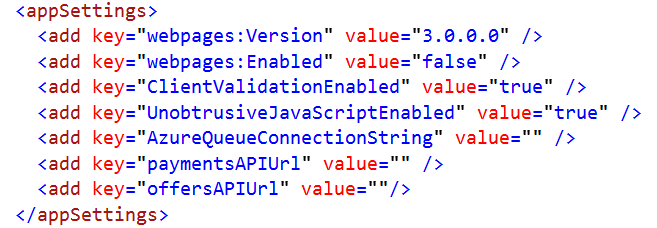 <appSettings>
<add key="webpages:Version" value="3.0.0.0" />
<add key="webpages:Enabled" value="false" />
<add key="ClientValidationEnabled" value="true" />
<add key="UnobtrusiveJavaScriptEnabled" value="true" />
<add key="AzureQueueConnectionString" value="" />
<add key="paymentsAPIUrl" value="" />
<add key="offersAPIUrl" value=""/>
</appSettings>